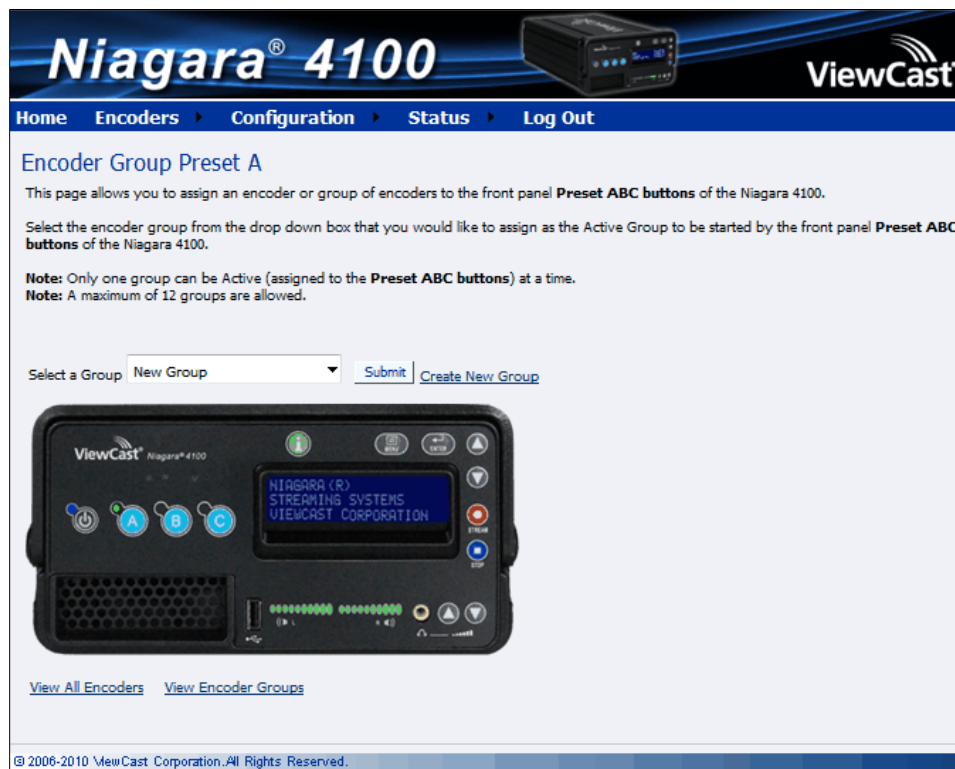 Niagara® 4100
ViewCast
Home Encoders Configuration Status Log Out
Encoder Group Preset A
This page allows you to assign an encoder or group of encoders to the front panel Preset ABC buttons of the Niagara 4100.
Select the encoder group from the drop down box that you would like to assign as the Active Group to be started by the front panel Preset ABC
buttons of the Niagara 4100.
Note: Only one group can be Active (assigned to the Preset ABC buttons) at a time.
Note: A maximum of 12 groups are allowed.
Select a Group New Group Submit Create New Group
ViewCast® Niagara® 4100
MENU ENTER
NIAGARA (R)
STREAMING SYSTEMS
VIEWCAST CORPORATION
A B C
STREAM
STOP
L R
View All Encoders View Encoder Groups
© 2006-2010 ViewCast Corporation.All Rights Reserved.